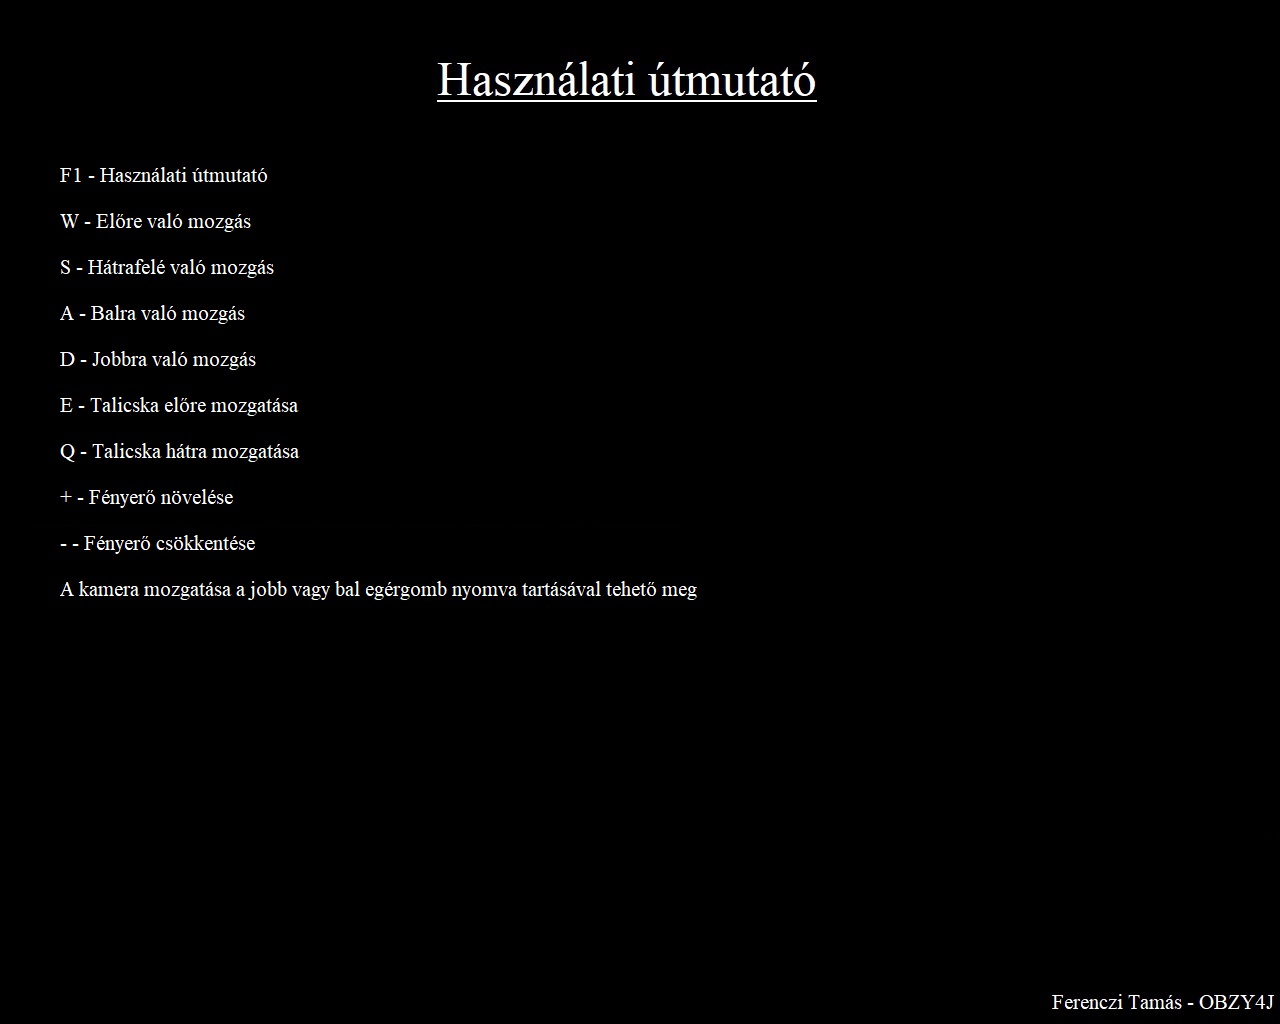 Használati útmutató
F1 - Használati útmutató
W - Előre való mozgás
S - Hátrafelé való mozgás
A - Balra való mozgás
D - Jobbra való mozgás
E - Talicska előre mozgatása
Q - Talicska hátra mozgatása
+ - Fényerő növelése
- - Fényerő csökkentése
A kamera mozgatása a jobb vagy bal egérgomb nyomva tartásával tehető meg
Ferenczi Tamás - OBZY4J